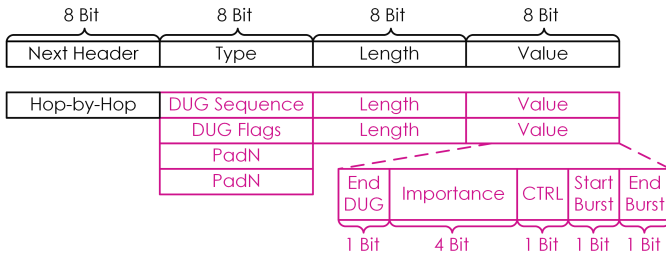 8 Bit 8 Bit 8 Bit 8 Bit
Next Header Type Length Value
Hop-by-Hop DUG Sequence Length Value
DUG Flags Length Value
PadN
PadN
End DUG Importance CTRL Start Burst End Burst
1 Bit 4 Bit 1 Bit 1 Bit 1 Bit